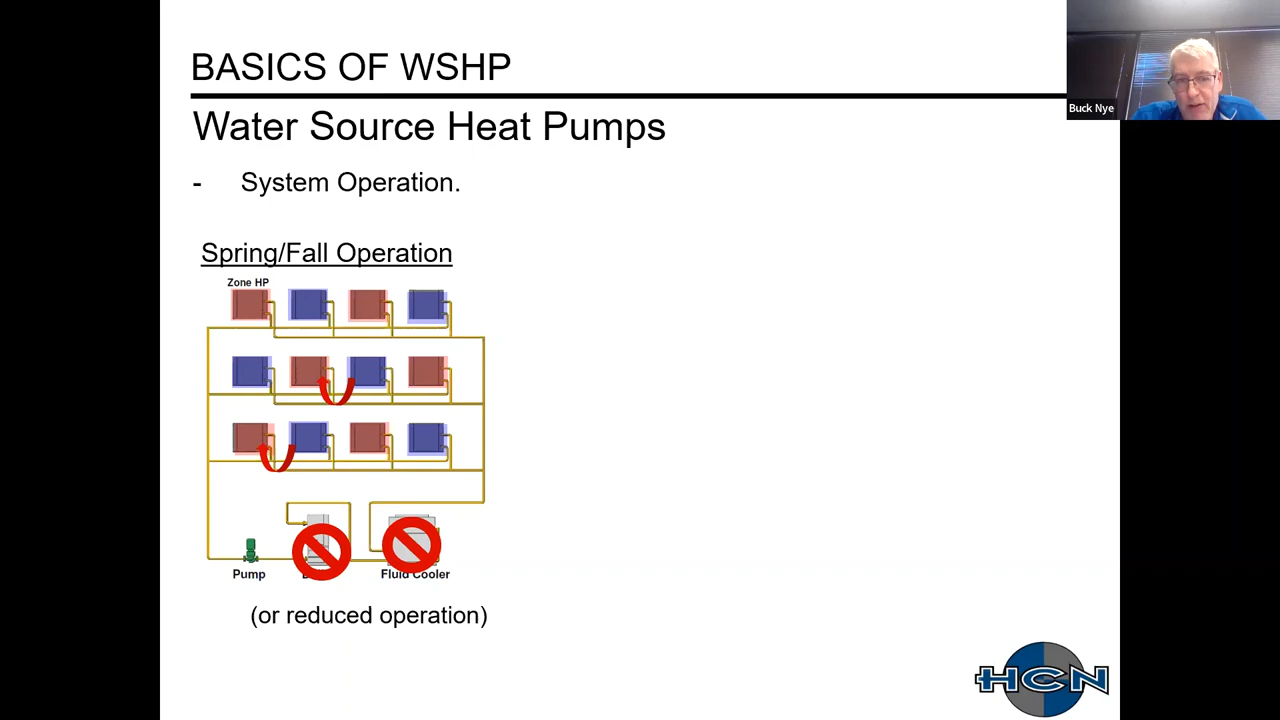 BASICS OF WSHP
Buck Nye
Water Source Heat Pumps
- System Operation.
Spring/Fall Operation
Zone HP
Pump
Fluid Cooler
(or reduced operation)
HCN